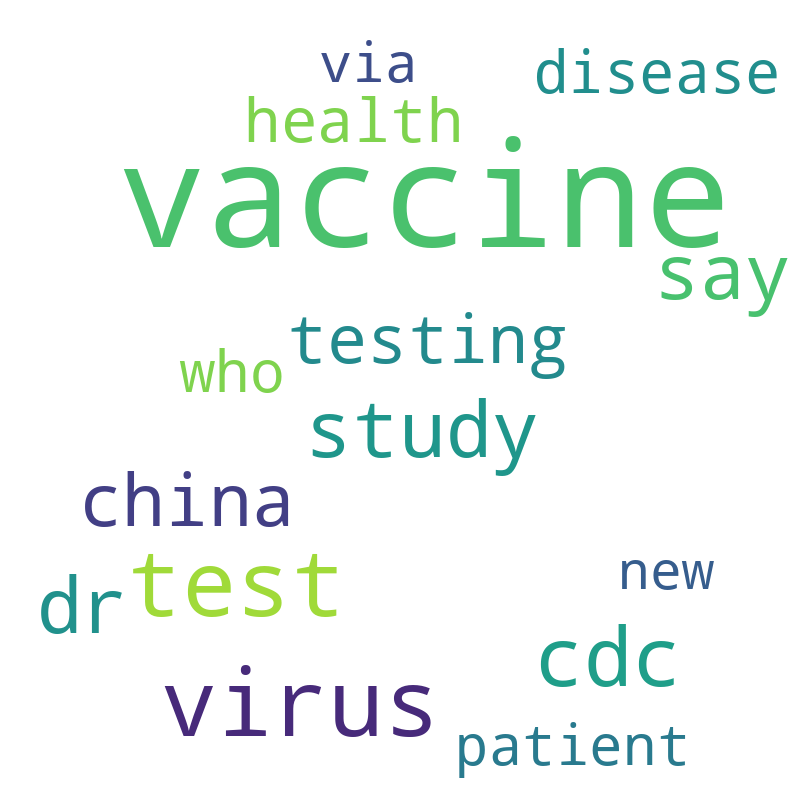 via
disease
health
vaccine
say
testing
who
study
china
test
new
dr
cdc
virus
patient